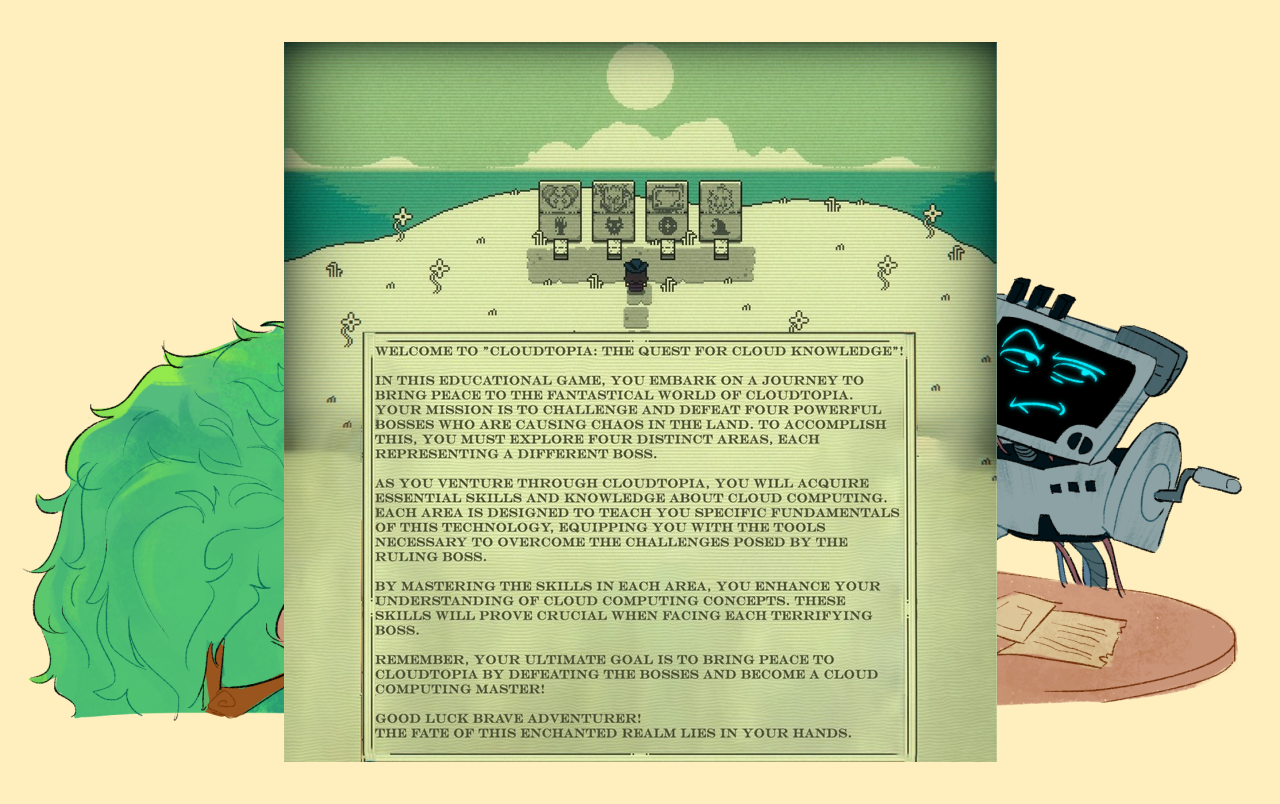 WELCOME TO "CLOUDTOPIA: THE QUEST FOR CLOUD KNOWLEDGE"!
IN THIS EDUCATIONAL GAME, YOU EMBARK ON A JOURNEY TO
BRING PEACE TO THE FANTASTICAL WORLD OF CLOUDTOPIA.
YOUR MISSION IS TO CHALLENGE AND DEFEAT FOUR POWERFUL
BOSSES WHO ARE CAUSING CHAOS IN THE LAND. TO ACCOMPLISH
THIS, YOU MUST EXPLORE FOUR DISTINCT AREAS, EACH
REPRESENTING A DIFFERENT BOSS.
AS YOU VENTURE THROUGH CLOUDTOPIA, YOU WILL ACQUIRE
ESSENTIAL SKILLS AND KNOWLEDGE ABOUT CLOUD COMPUTING.
EACH AREA IS DESIGNED TO TEACH YOU SPECIFIC FUNDAMENTALS
OF THIS TECHNOLOGY, EQUIPPING YOU WITH THE TOOLS
NECESSARY TO OVERCOME THE CHALLENGES POSED BY THE
RULING BOSS.
BY MASTERING THE SKILLS IN EACH AREA, YOU ENHANCE YOUR
UNDERSTANDING OF CLOUD COMPUTING CONCEPTS. THESE
SKILLS WILL PROVE CRUCIAL WHEN FACING EACH TERRIFYING
BOSS.
REMEMBER, YOUR ULTIMATE GOAL IS TO BRING PEACE TO
CLOUDTOPIA BY DEFEATING THE BOSSES AND BECOME A CLOUD
COMPUTING MASTER!
GOOD LUCK BRAVE ADVENTURER!
THE FATE OF THIS ENCHANTED REALM LIES IN YOUR HANDS.